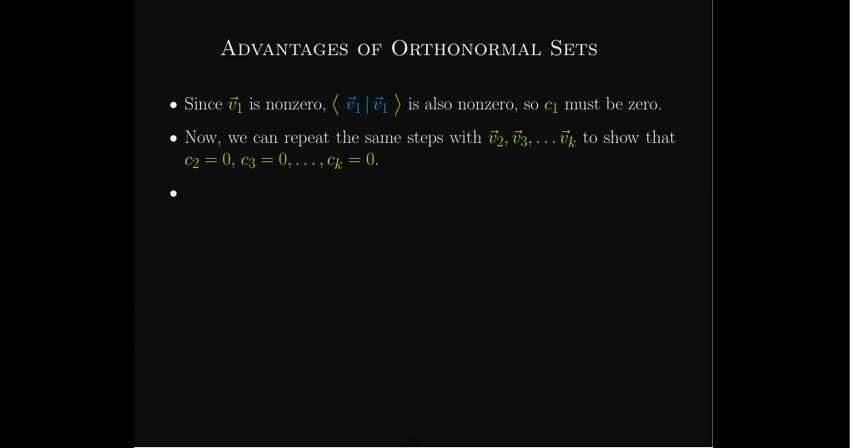 Advantages of Orthonormal Sets
• Since v⃗₁ is nonzero, ⟨ v⃗₁ | v⃗₁ ⟩ is also nonzero, so c₁ must be zero.
• Now, we can repeat the same steps with v⃗₂, v⃗₃, . . . v⃗ₖ to show that
c₂ = 0, c₃ = 0, . . . , cₖ = 0.
•